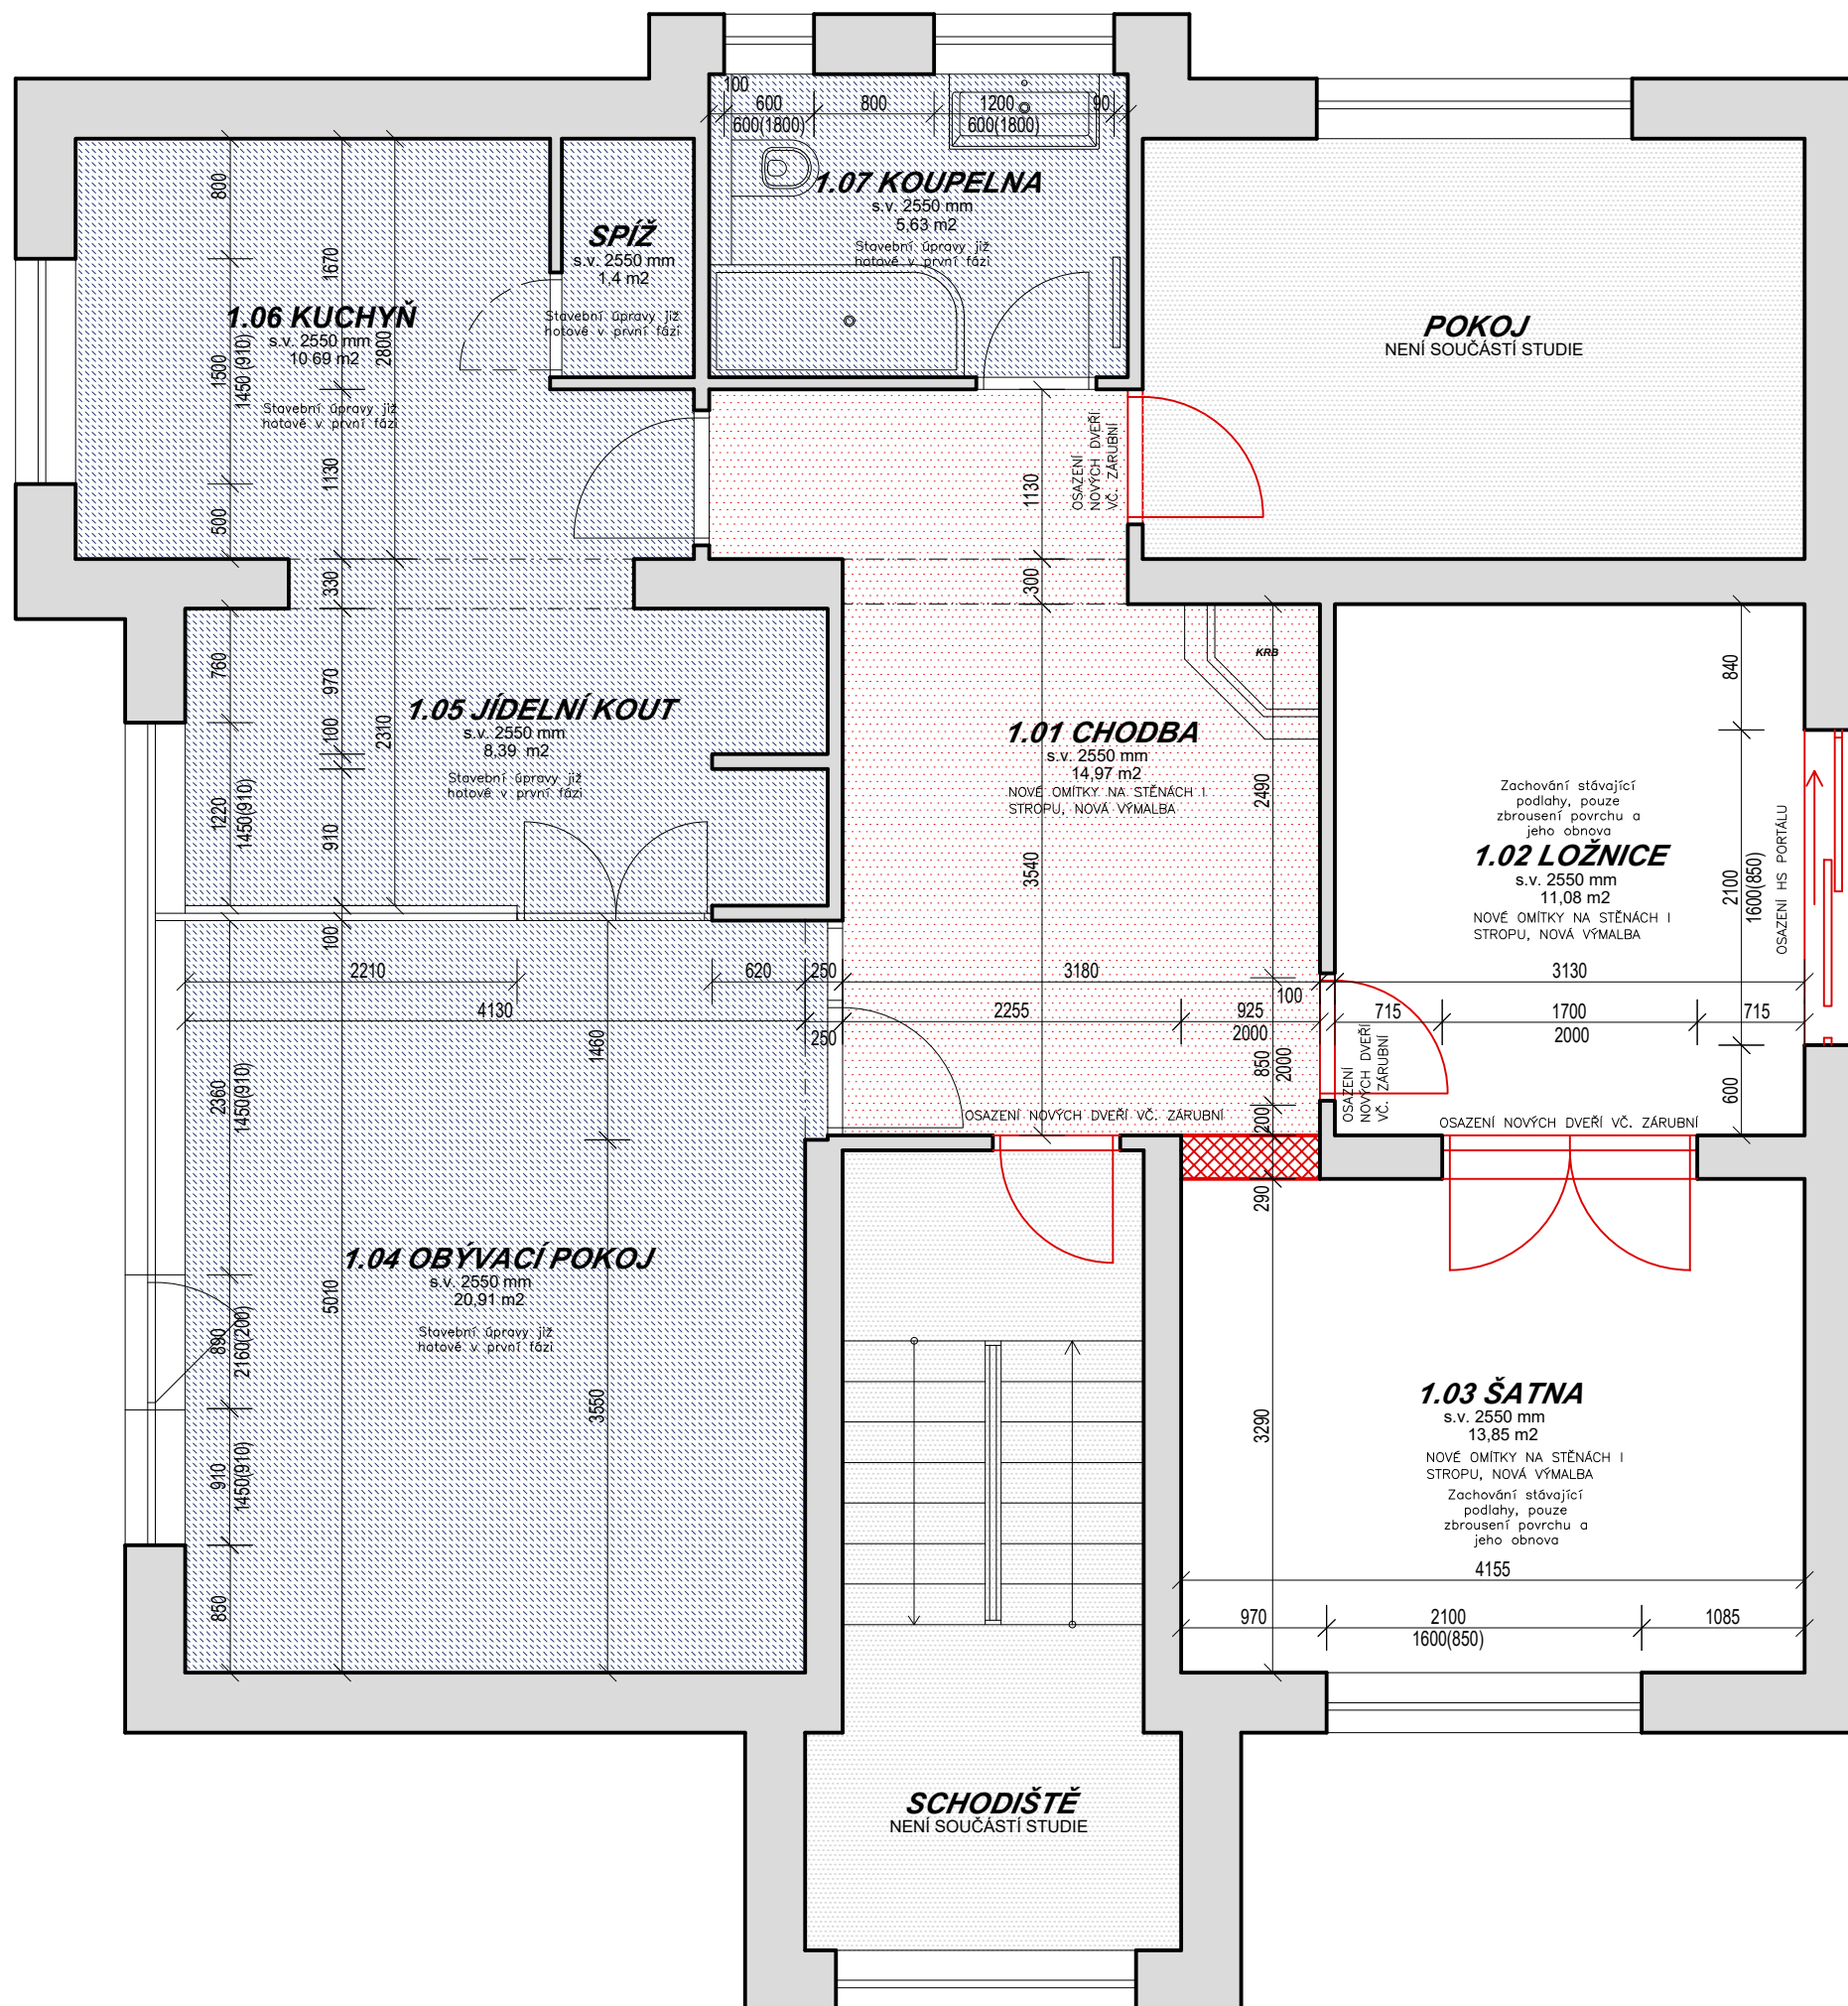 100
600
800
1200
90
600(1800)
600(1800)
1.07 KOUPELNA
s.v. 2550 mm
5,63 m2
Stavební úpravy již
hotové v první fázi
SPÍŽ
s.v. 2550 mm
1,4 m2
Stavební úpravy již
hotové v první fázi
800
1670
2800
1.06 KUCHYŇ
s.v. 2550 mm
10 69 m2
Stavební úpravy již
hotové v první fázi
1500
1450 (910)
1130
500
POKOJ
NENÍ SOUČÁSTÍ STUDIE
OSAZENÍ
NOVÝCH DVEŘÍ
VČ. ZÁRUBNÍ
1130
300
330
760
970
100
2310
1.05 JÍDELNÍ KOUT
s.v. 2550 mm
8,39 m2
Stavební úpravy již
hotové v první fázi
1220
1450(910)
910
100
KRB
1.01 CHODBA
s.v. 2550 mm
14,97 m2
NOVÉ OMÍTKY NA STĚNÁCH I
STROPU, NOVÁ VÝMALBA
2490
3540
840
Zachování stávající
podlahy, pouze
zbroušení povrchu a
jeho obnova
1.02 LOŽNICE
s.v. 2550 mm
11,08 m2
NOVÉ OMÍTKY NA STĚNÁCH I
STROPU, NOVÁ VÝMALBA
2100
1600(850)
OSAZENÍ HS PORTÁLU
2210
620
250
3180
100
3130
4130
250
2255
925
2000
715
1700
2000
715
1460
850
2000
200
OSAZENÍ
NOVÝCH DVEŘÍ
VČ. ZÁRUBNÍ
600
2360
1450(910)
OSAZENÍ NOVÝCH DVEŘÍ VČ. ZÁRUBNÍ
OSAZENÍ NOVÝCH DVEŘÍ VČ. ZÁRUBNÍ
290
1.04 OBÝVACÍ POKOJ
s.v. 2550 mm
20,91 m2
Stavební úpravy již
hotové v první fázi
5010
890
2160(200)
3550
910
1450(910)
850
3290
1.03 ŠATNA
s.v. 2550 mm
13,85 m2
NOVÉ OMÍTKY NA STĚNÁCH I
STROPU, NOVÁ VÝMALBA
Zachování stávající
podlahy, pouze
zbroušení povrchu a
jeho obnova
4155
970
2100
1600(850)
1085
SCHODIŠTĚ
NENÍ SOUČÁSTÍ STUDIE